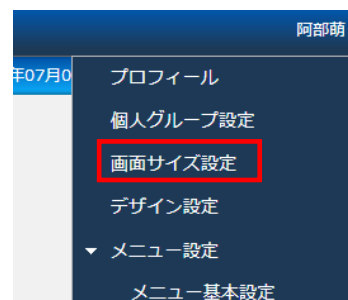 阿部萌
年07月0
プロフィール
個人グループ設定
画面サイズ設定
デザイン設定
メニュー設定
メニュー基本設定